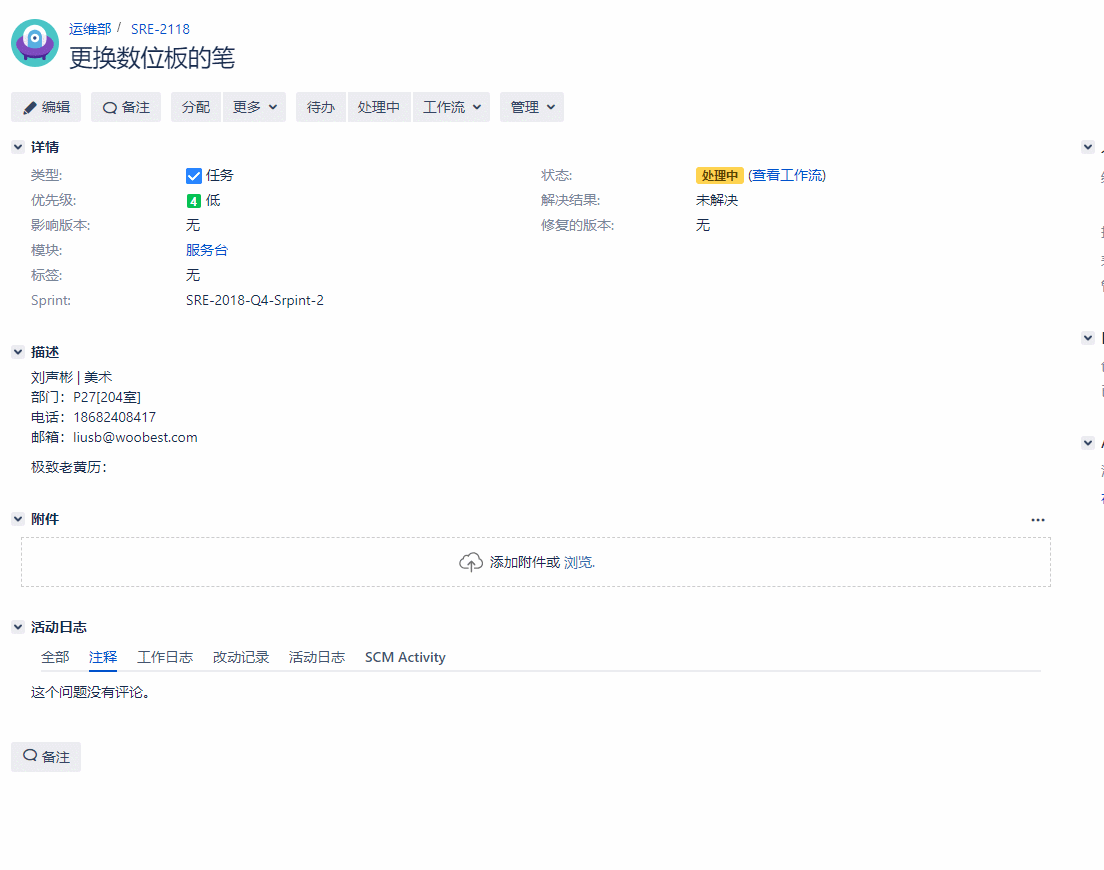 运维部 / SRE-2118
更换数位板的笔
编辑 备注 分配 更多 待办 处理中 工作流 管理
详情
类型: 任务 状态: 处理中 (查看工作流)
优先级: 4 低 解决结果: 未解决
影响版本: 无 修复的版本: 无
模块: 服务台
标签: 无
Sprint: SRE-2018-Q4-Srpint-2
描述
刘声彬 | 美术
部门：P27[204室]
电话：18682408417
邮箱：liusb@woobest.com
极致老黄历：
附件
添加附件或 浏览.
活动日志
全部 注释 工作日志 改动记录 活动日志 SCM Activity
这个问题没有评论。
备注